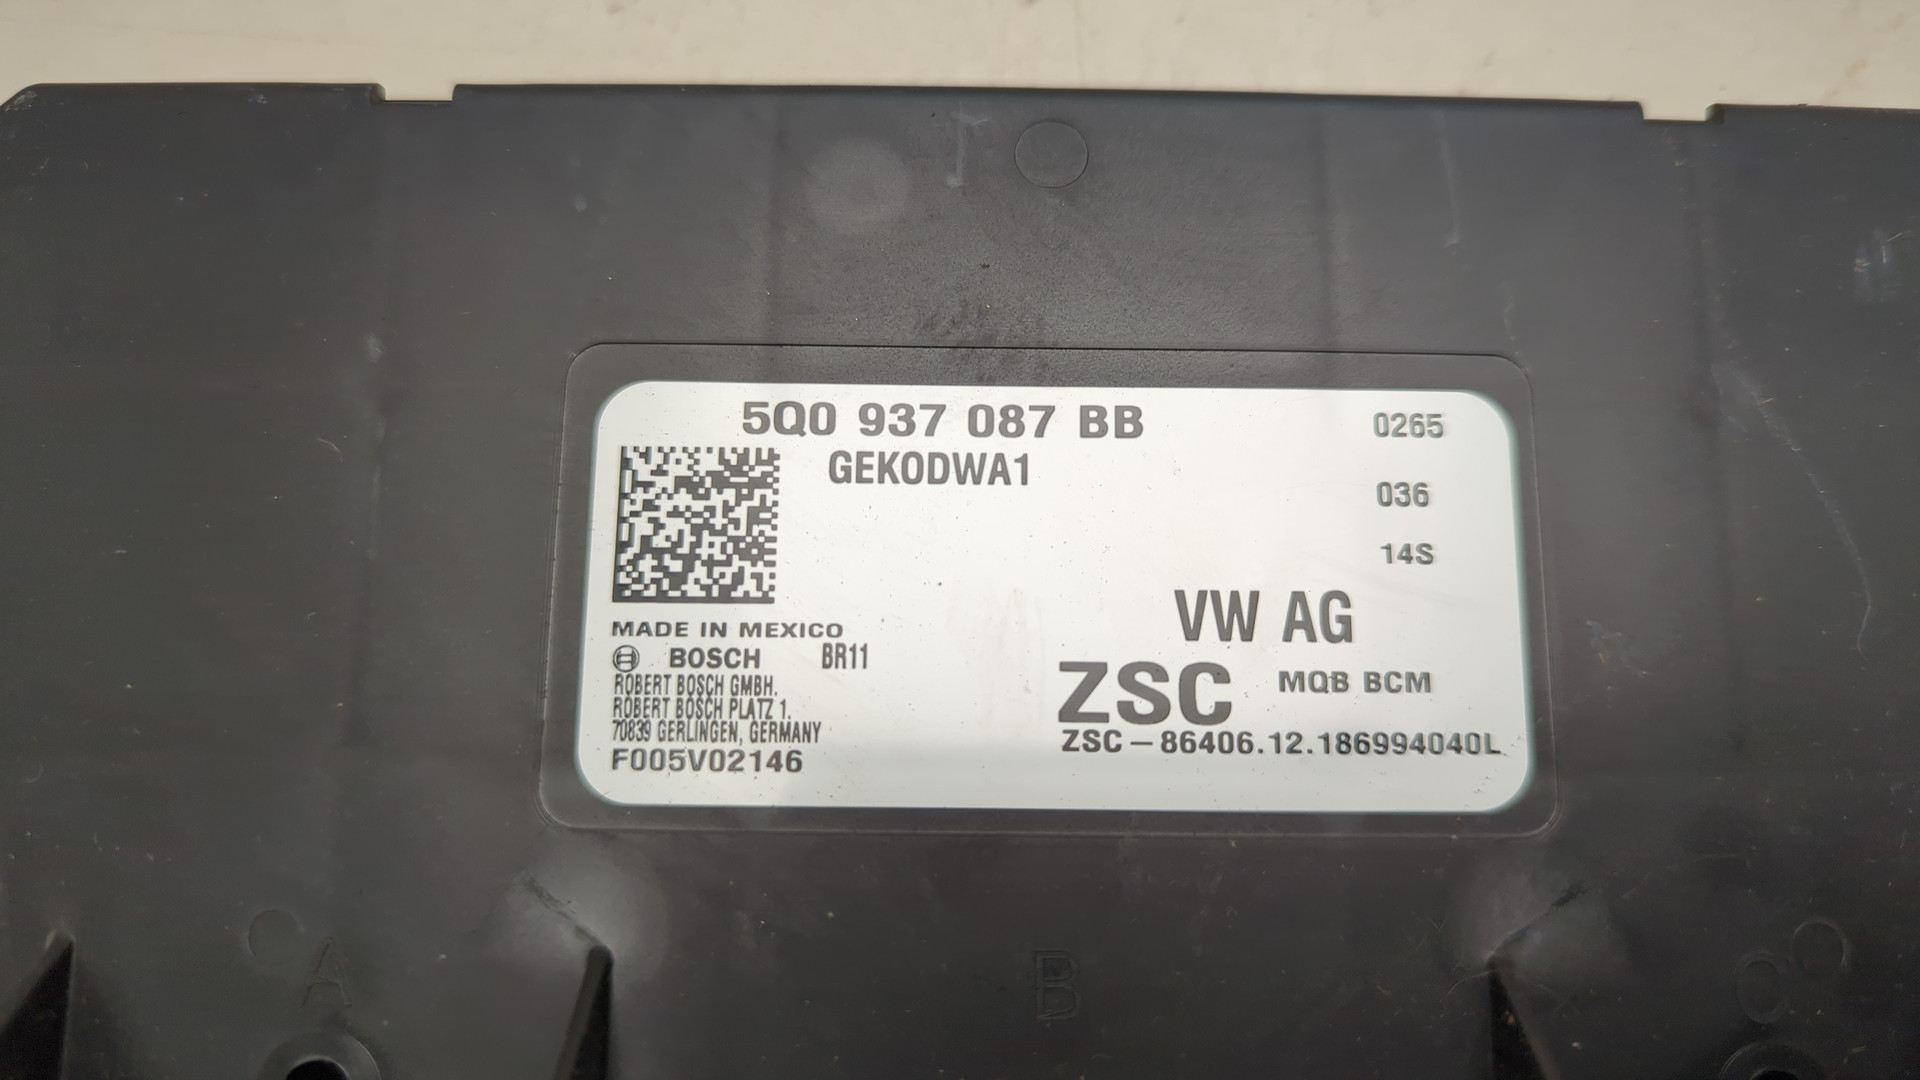 5Q0 937 087 BB
0265
GEKODWA1
036
14S
VW AG
MADE IN MEXICO
BOSCH BR11
ZSC MQB BCM
ROBERT BOSCH GMBH.
ROBERT BOSCH PLATZ 1.
70839 GERLINGEN, GERMANY
ZSC-86406.12.186994040L
F005V02146
A
B
C